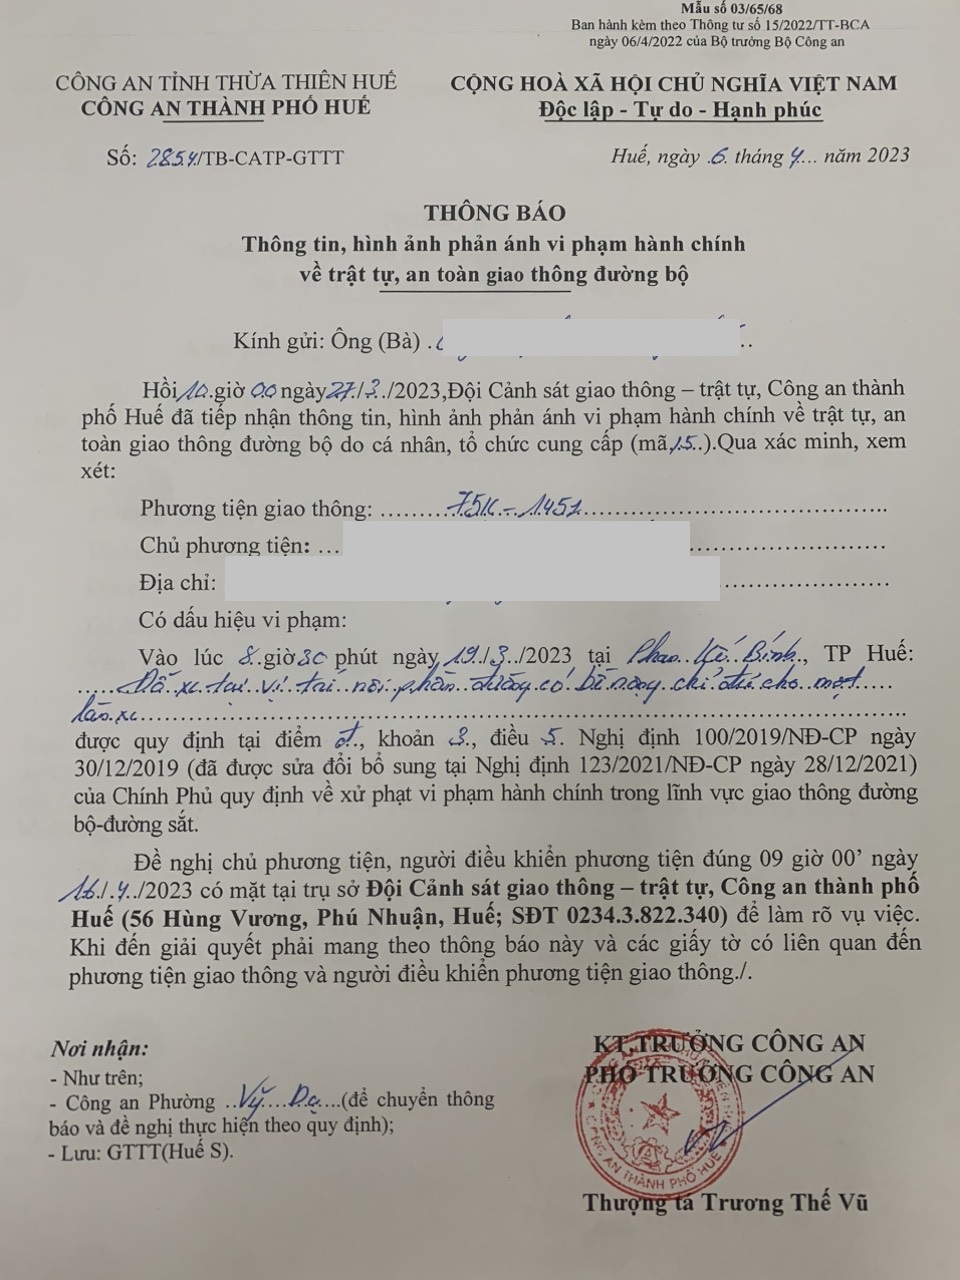 Mẫu số 03/65/68
Ban hành kèm theo Thông tư số 15/2022/TT-BCA
ngày 06/4/2022 của Bộ trưởng Bộ Công an
CÔNG AN TỈNH THỪA THIÊN HUẾ
CÔNG AN THÀNH PHỐ HUẾ
CỘNG HOÀ XÃ HỘI CHỦ NGHĨA VIỆT NAM
Độc lập - Tự do - Hạnh phúc
Số: 2854/TB-CATP-GTTT
Huế, ngày .6. tháng 4... năm 2023
THÔNG BÁO
Thông tin, hình ảnh phản ánh vi phạm hành chính
về trật tự, an toàn giao thông đường bộ
Kính gửi: Ông (Bà) .
Hồi 10.giờ 00 ngày 27./.3../2023,Đội Cảnh sát giao thông – trật tự, Công an thành
phố Huế đã tiếp nhận thông tin, hình ảnh phản ánh vi phạm hành chính về trật tự, an
toàn giao thông đường bộ do cá nhân, tổ chức cung cấp (mã.15..).Qua xác minh, xem
xét:
Phương tiện giao thông: .........75K.-..1451..............................
Chủ phương tiện: ...
Địa chỉ:
Có dấu hiệu vi phạm:
Vào lúc 8.giờ30 phút ngày 19./.3../2023 tại Phan..Kế..Bính., TP Huế:
.....Đỗ.xe.tại..vị.trí..nơi.phần..đường.có.bề rộng.chỉ.đủ.cho.một....
làn.xe....................................................................
được quy định tại điểm đ., khoản .3., điều .5. Nghị định 100/2019/NĐ-CP ngày
30/12/2019 (đã được sửa đổi bổ sung tại Nghị định 123/2021/NĐ-CP ngày 28/12/2021)
của Chính Phủ quy định về xử phạt vi phạm hành chính trong lĩnh vực giao thông đường
bộ-đường sắt.
Đề nghị chủ phương tiện, người điều khiển phương tiện đúng 09 giờ 00’ ngày
16./.4../2023 có mặt tại trụ sở Đội Cảnh sát giao thông – trật tự, Công an thành phố
Huế (56 Hùng Vương, Phú Nhuận, Huế; SĐT 0234.3.822.340) để làm rõ vụ việc.
Khi đến giải quyết phải mang theo thông báo này và các giấy tờ có liên quan đến
phương tiện giao thông và người điều khiển phương tiện giao thông./.
Nơi nhận:
- Như trên;
- Công an Phường ..Vỹ....Dạ....(để chuyển thông
báo và đề nghị thực hiện theo quy định);
- Lưu: GTTT(Huế S).
KT.TRƯỞNG CÔNG AN
PHÓ TRƯỞNG CÔNG AN
CÔNG AN THÀNH PHỐ HUẾ
Thượng tá Trương Thế Vũ